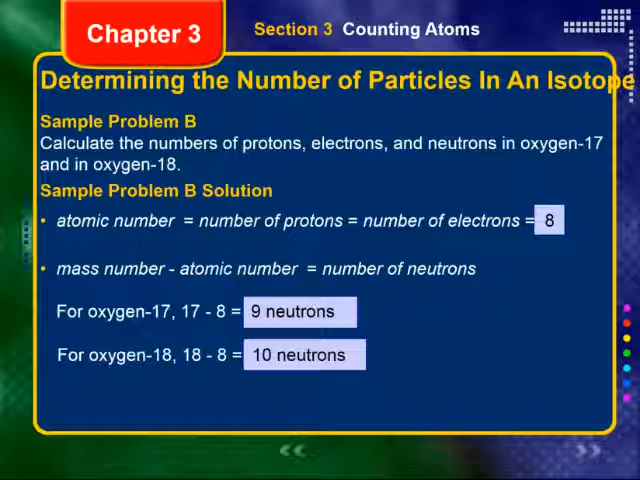 Chapter 3
Section 3 Counting Atoms
Determining the Number of Particles In An Isotope
Sample Problem B
Calculate the numbers of protons, electrons, and neutrons in oxygen-17
and in oxygen-18.
Sample Problem B Solution
• atomic number = number of protons = number of electrons = 8
• mass number - atomic number = number of neutrons
For oxygen-17, 17 - 8 = 9 neutrons
For oxygen-18, 18 - 8 = 10 neutrons